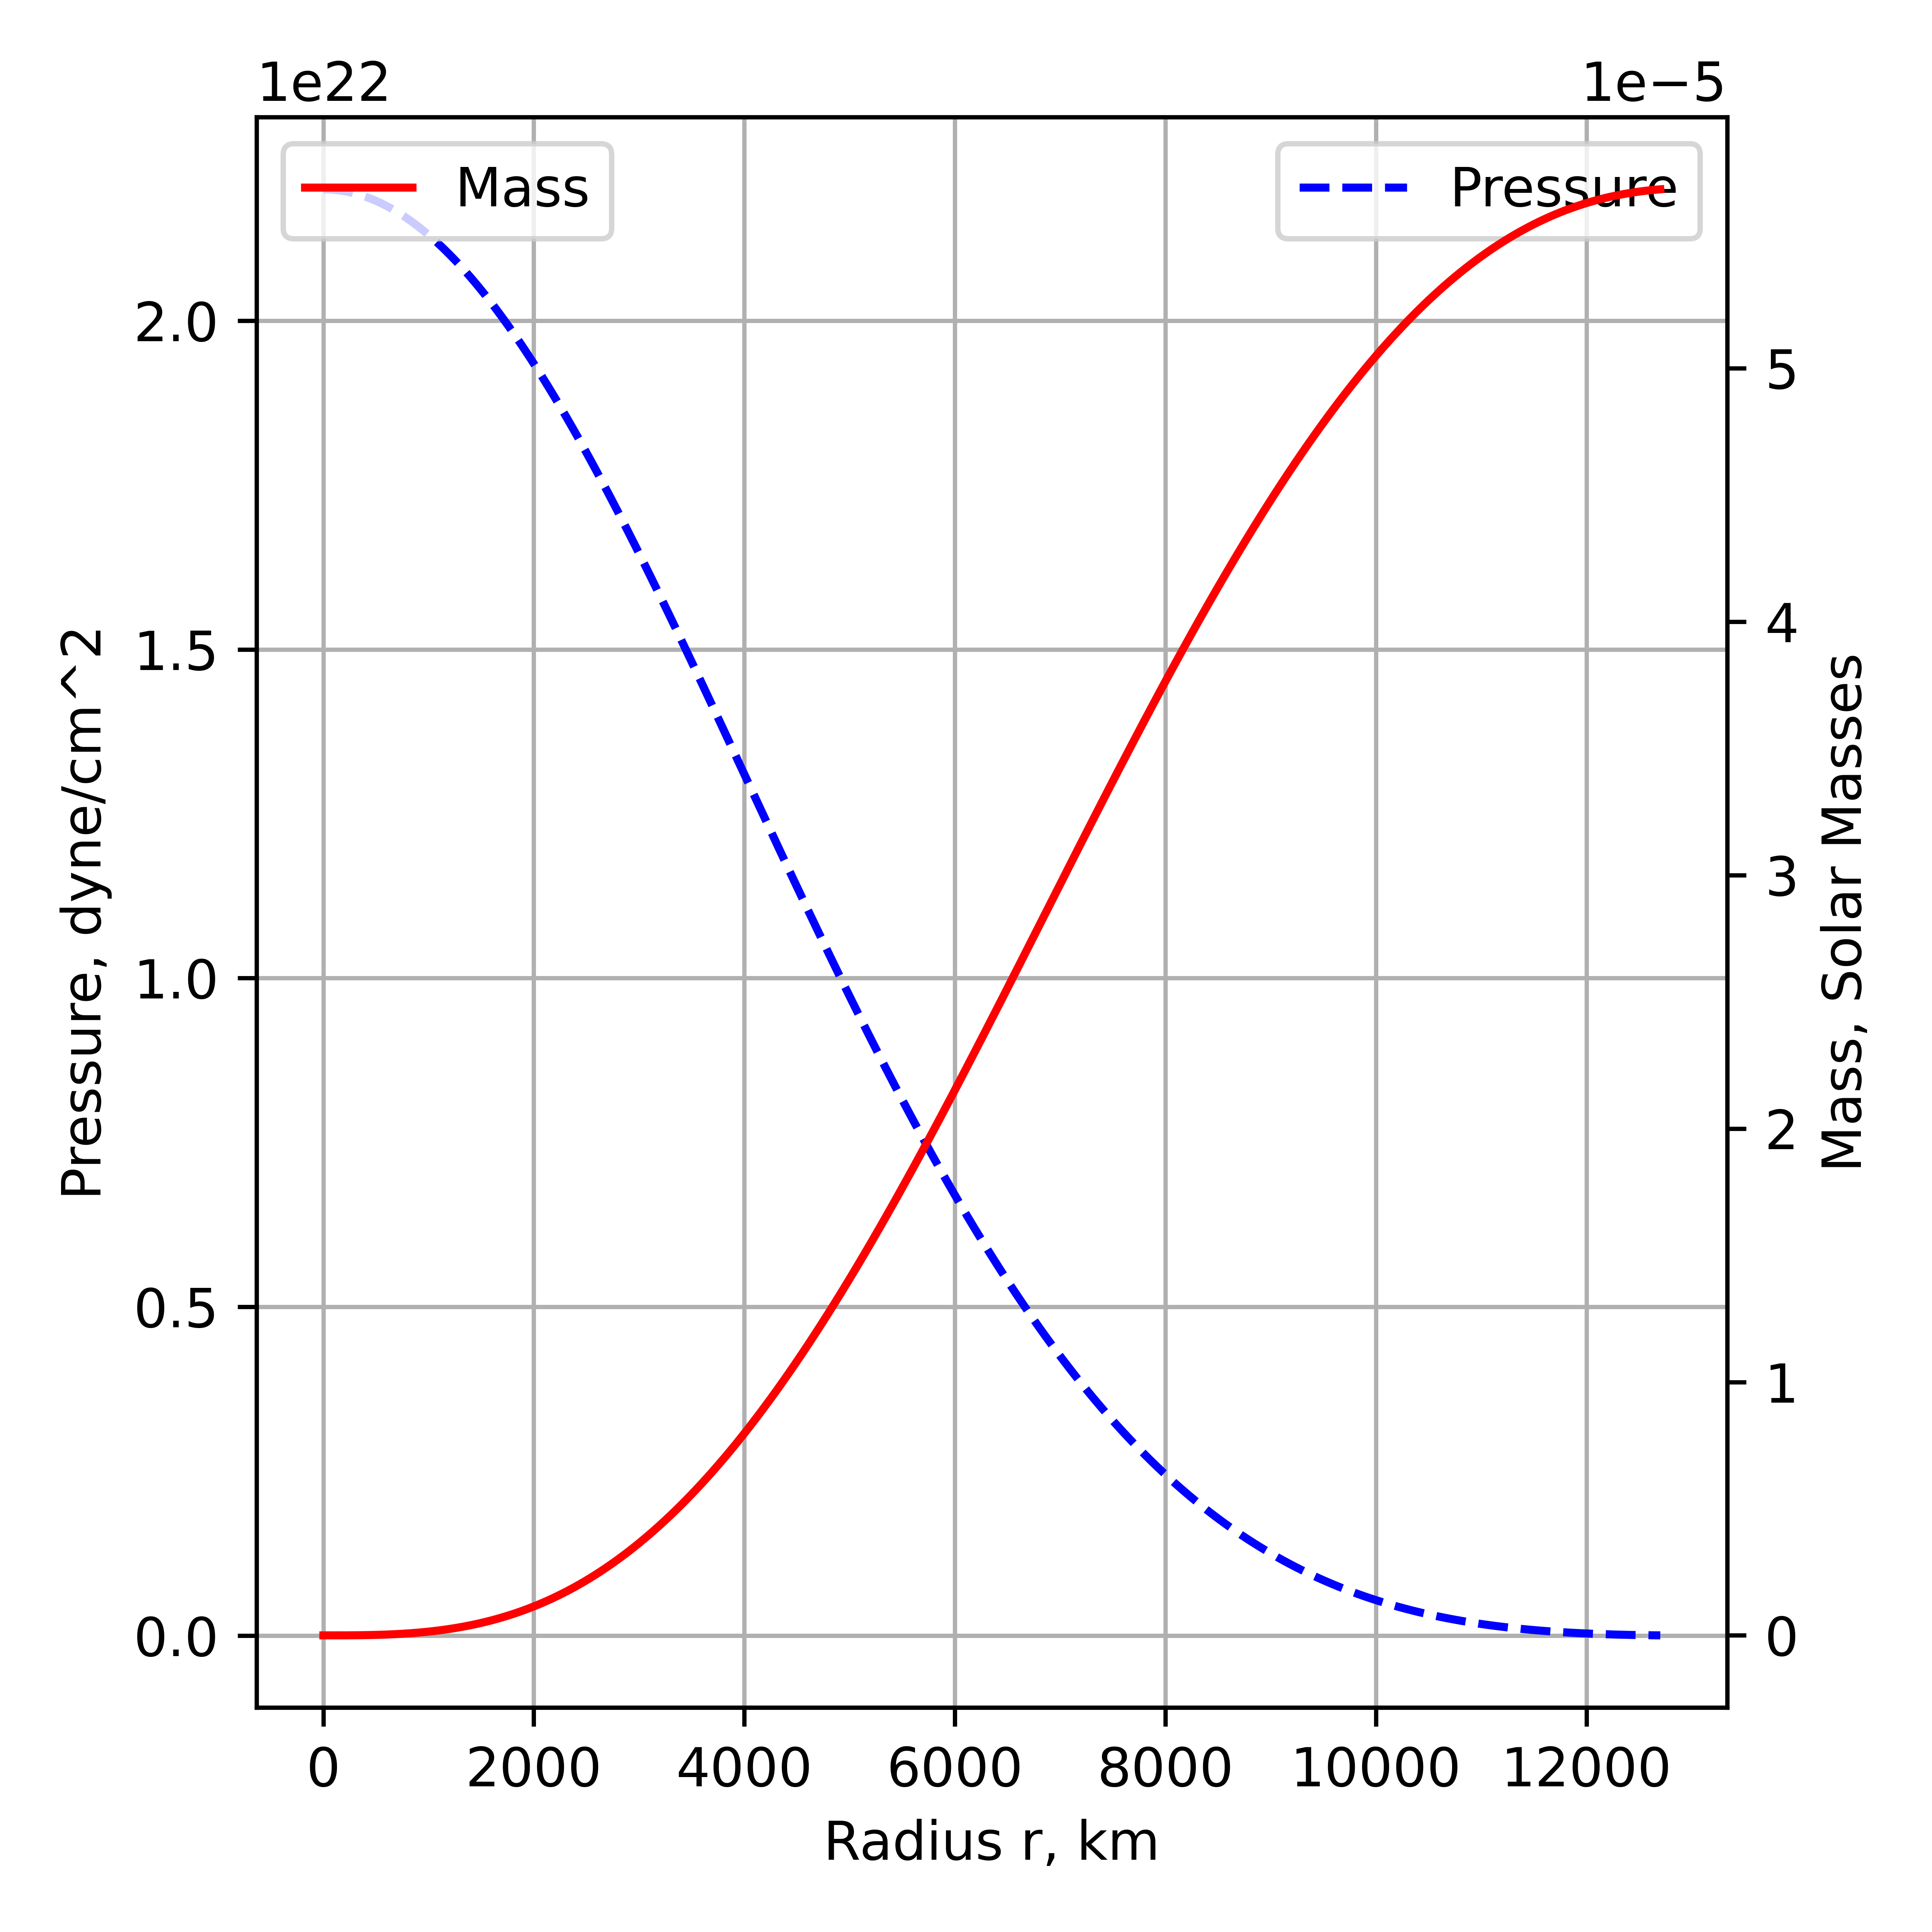 1e22
1e−5
Mass
Pressure
2.0
1.5
1.0
0.5
0.0
Pressure, dyne/cm^2
5
4
3
2
1
0
Mass, Solar Masses
0 2000 4000 6000 8000 10000 12000
Radius r, km